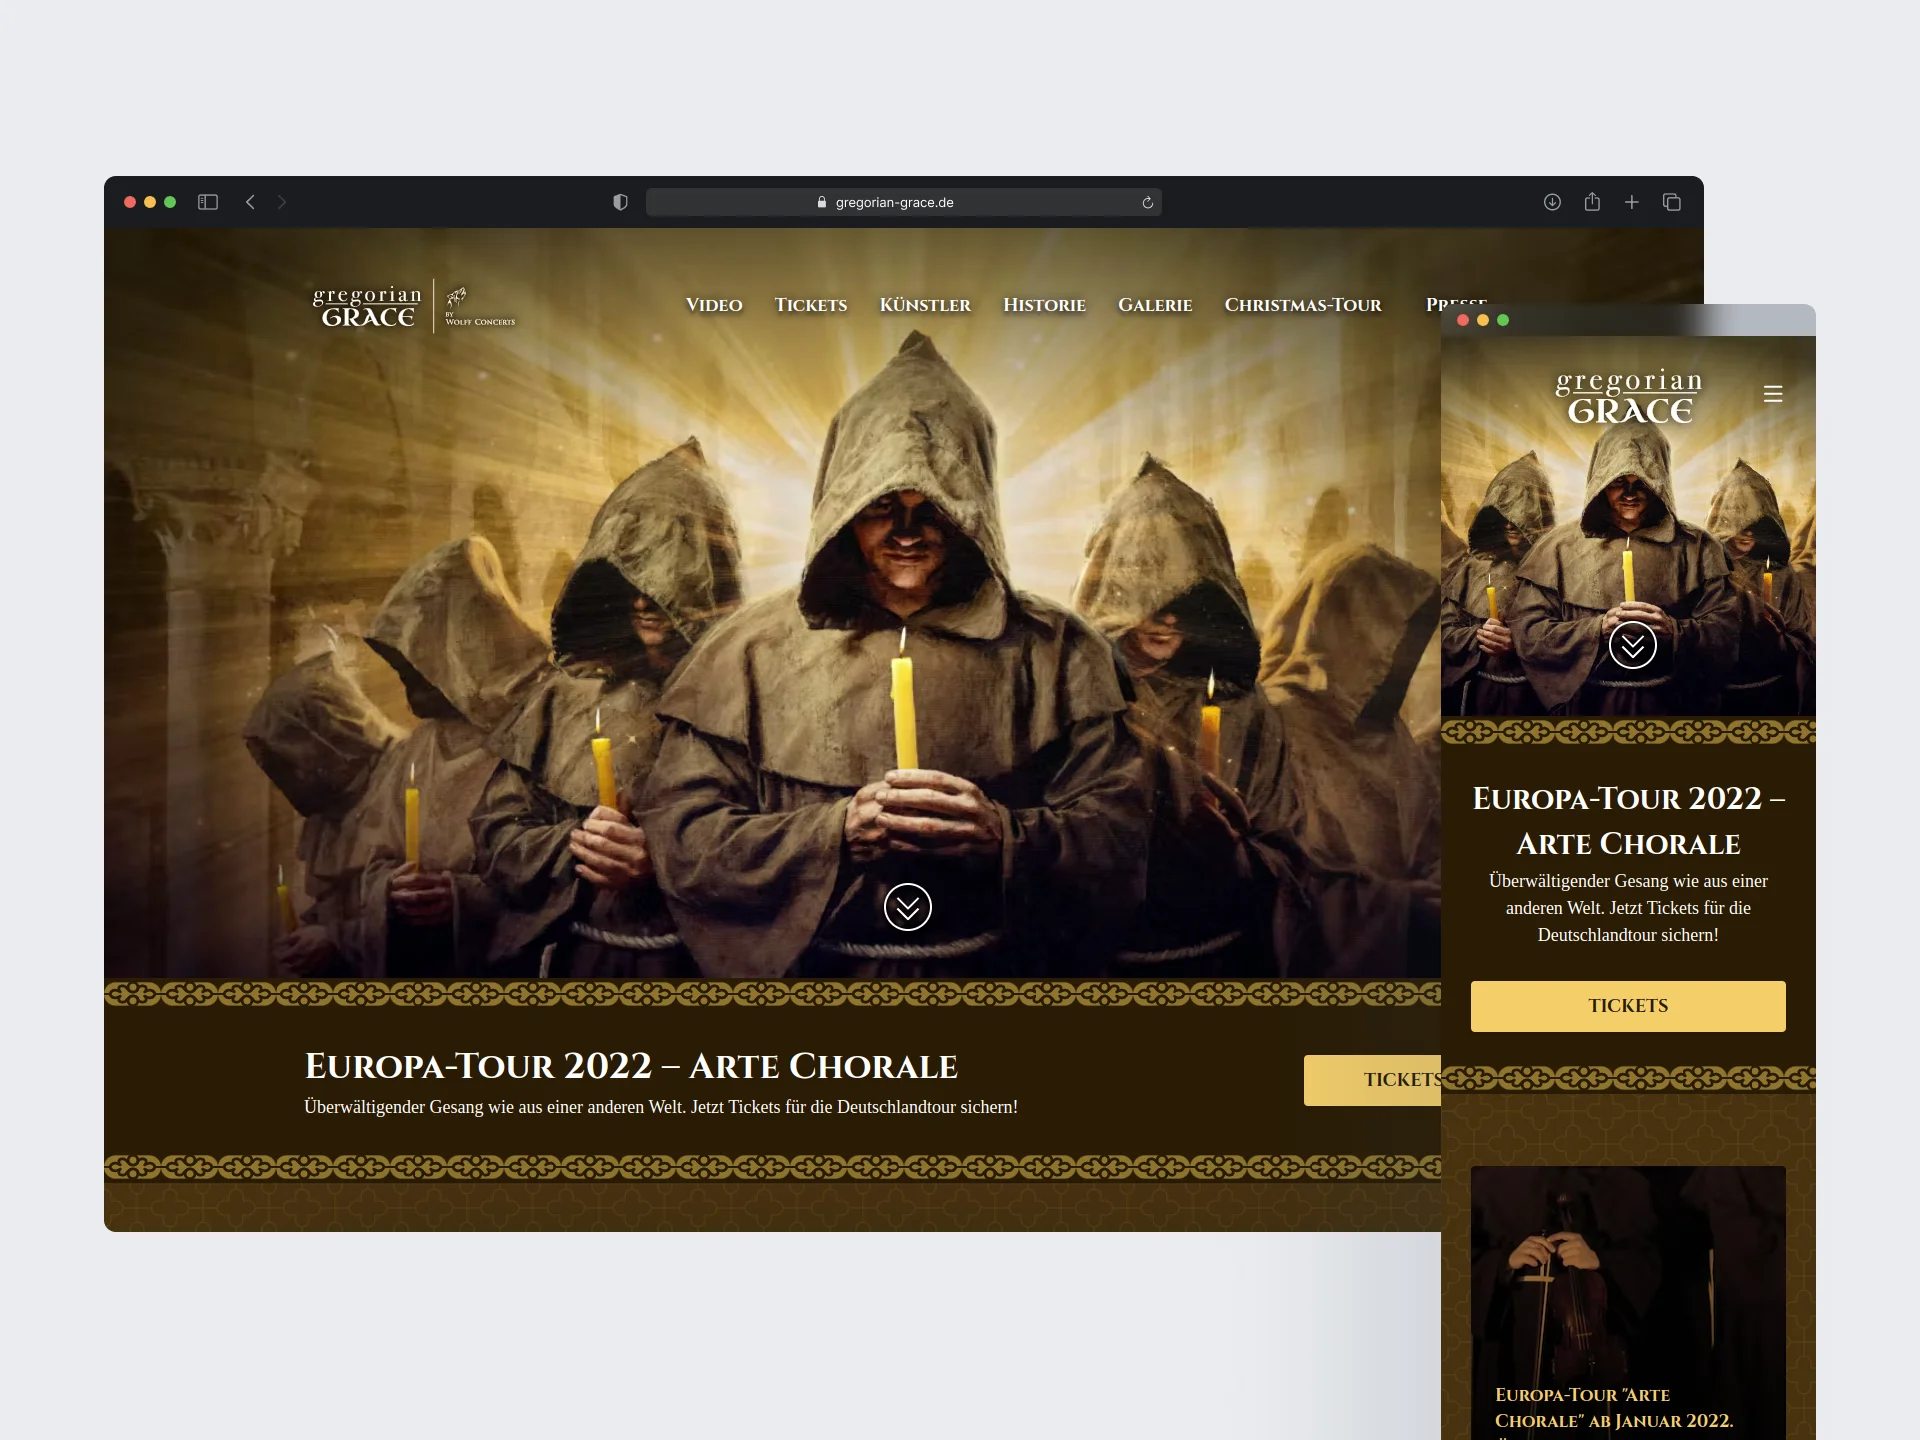 gregorian-grace.de
gregorian
GRACE
BY
WOLFF CONCERTS
VIDEO TICKETS KÜNSTLER HISTORIE GALERIE CHRISTMAS-TOUR PRESSE
EUROPA-TOUR 2022 – ARTE CHORALE
Überwältigender Gesang wie aus einer anderen Welt. Jetzt Tickets für die Deutschlandtour sichern!
TICKETS
gregorian
GRACE
EUROPA-TOUR 2022 –
ARTE CHORALE
Überwältigender Gesang wie aus einer
anderen Welt. Jetzt Tickets für die
Deutschlandtour sichern!
TICKETS
EUROPA-TOUR "ARTE
CHORALE" AB JANUAR 2022.